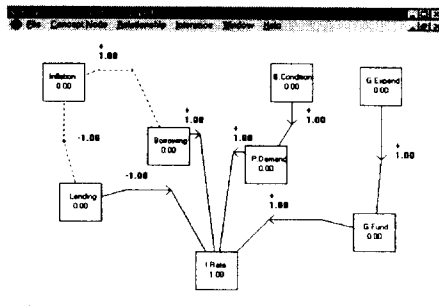 File Concept Node Relationship Inference Window Help
+
1.00
Inflation
0.00
B.Condition
0.00
G.Expend
0.00
+
1.00
+
1.00
+
1.00
-1.00
Borrowing
0.00
+
1.00
P.Demand
0.00
+
1.00
Lending
0.00
-1.00
+
1.00
G.Fund
0.00
I.Rate
1.00